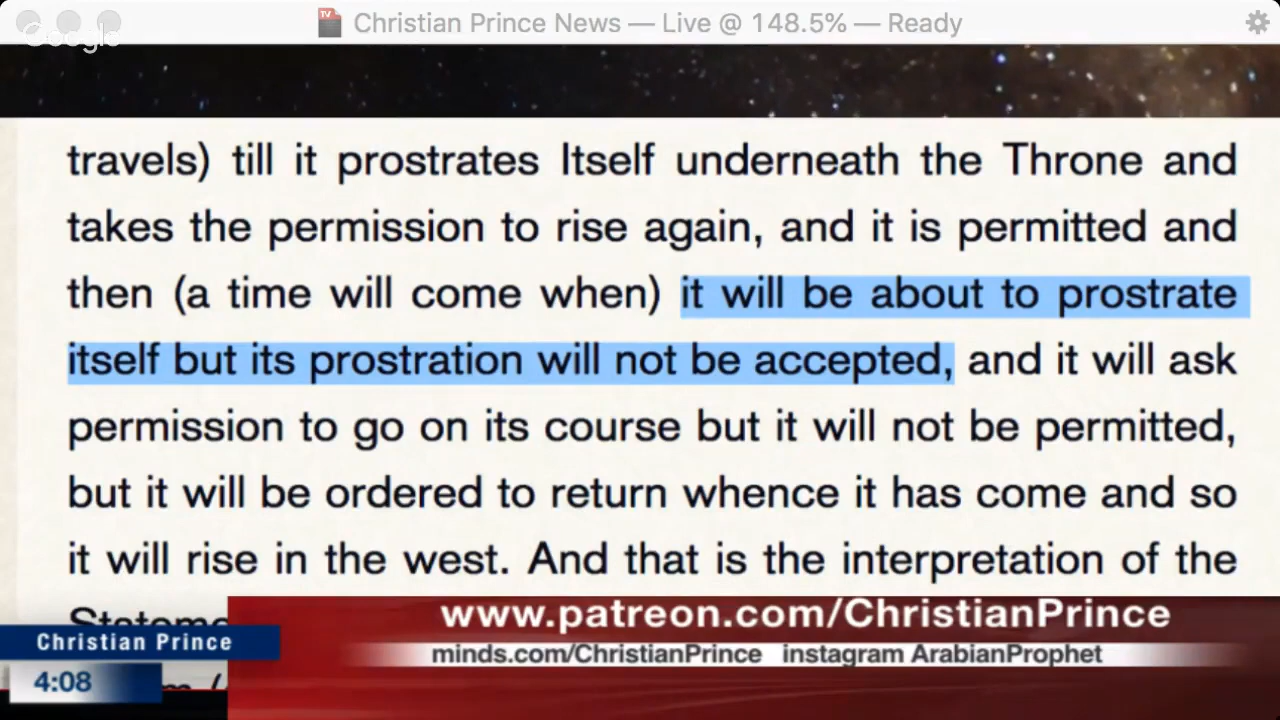 Christian Prince News — Live @ 148.5% — Ready
Google
travels) till it prostrates Itself underneath the Throne and
takes the permission to rise again, and it is permitted and
then (a time will come when) it will be about to prostrate
itself but its prostration will not be accepted, and it will ask
permission to go on its course but it will not be permitted,
but it will be ordered to return whence it has come and so
it will rise in the west. And that is the interpretation of the
www.patreon.com/ChristianPrince
Christian Prince
minds.com/ChristianPrince instagram ArabianProphet
4:08